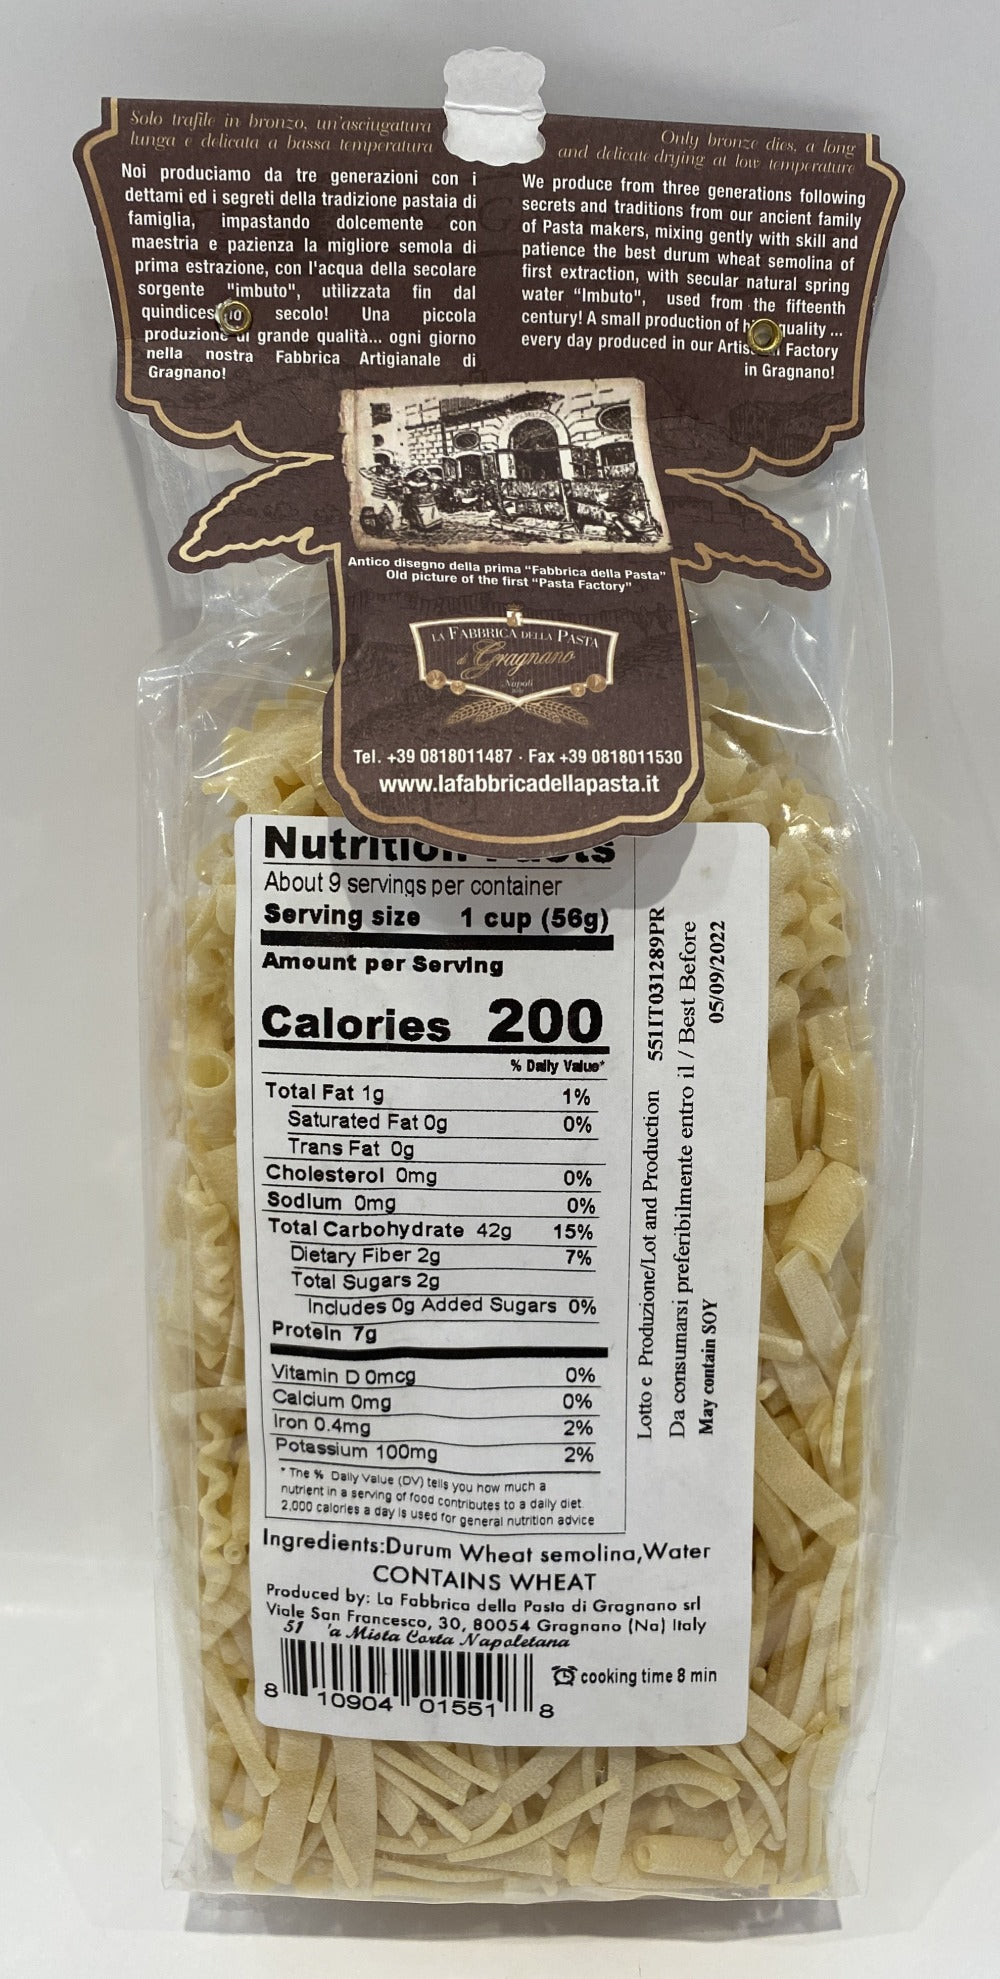 Solo trafile in bronzo, un'asciugatura
lunga e delicata a bassa temperatura
Noi produciamo da tre generazioni con i
dettami ed i segreti della tradizione pastaia di
famiglia, impastando dolcemente con
maestria e pazienza la migliore semola di
prima estrazione, con l'acqua della secolare
sorgente "imbuto", utilizzata fin dal
secolo! Una piccola
produzione di grande qualità... ogni giorno
nella nostra Fabbrica Artigianale di
Gragnano!
Only bronze dies, a long
and delicate drying at low temperature
We produce from three generations following
secrets and traditions from our ancient family
of Pasta makers, mixing gently with skill and
patience the best durum wheat semolina of
first extraction, with secular natural spring
water "Imbuto", used from the fifteenth
century! A small production of quality ...
every day produced in our Factory
in Gragnano!
Antico disegno della prima "Fabbrica della Pasta"
Old picture of the first "Pasta Factory"
LA FABBRICA DELLA PASTA
di Gragnano
Napoli
Tel. +39 0818011487 · Fax +39 0818011530
www.lafabbricadellapasta.it
Nutrition Facts
About 9 servings per container
Serving size 1 cup (56g)
Amount per Serving
Calories 200
% Daily Value*
Total Fat 1g 1%
Saturated Fat 0g 0%
Trans Fat 0g
Cholesterol 0mg 0%
Sodium 0mg 0%
Total Carbohydrate 42g 15%
Dietary Fiber 2g 7%
Total Sugars 2g
Includes 0g Added Sugars 0%
Protein 7g
Vitamin D 0mcg 0%
Calcium 0mg 0%
Iron 0.4mg 2%
Potassium 100mg 2%
* The % Daily Value (DV) tells you how much a
nutrient in a serving of food contributes to a daily diet.
2,000 calories a day is used for general nutrition advice
Lotto e Produzione/Lot and Production 551IT031289PR
Da consumarsi preferibilmente entro il / Best Before
May contain SOY 05/09/2022
Ingredients:Durum Wheat semolina,Water
CONTAINS WHEAT
Produced by: La Fabbrica della Pasta di Gragnano srl
Viale San Francesco, 30, 80054 Gragnano (Na) Italy
51 'a Mista Corta Napoletana
cooking time 8 min
8 10904 01551 8